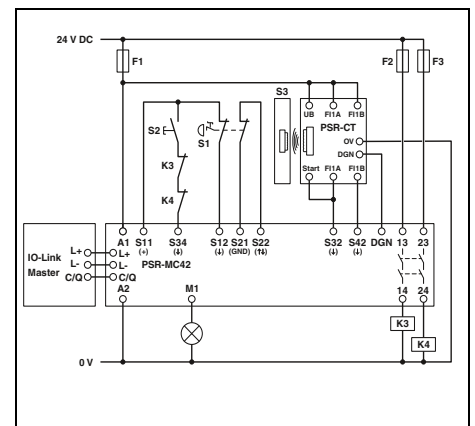 24 V DC
F1 F2 F3
S3
UB FI1A FI1B
PSR-CT
0V
DGN
Start FI1A FI1B
S2
S1
K3
K4
A1 S11 S34 S12 S21 S22 S32 S42 DGN 13 23
(+) (↓) (↓) (GND) (↑↓) (↓) (↓)
IO-Link
Master
L+ L+
L- L-
C/Q C/Q
PSR-MC42
A2 M1 14 24
K3
K4
0 V